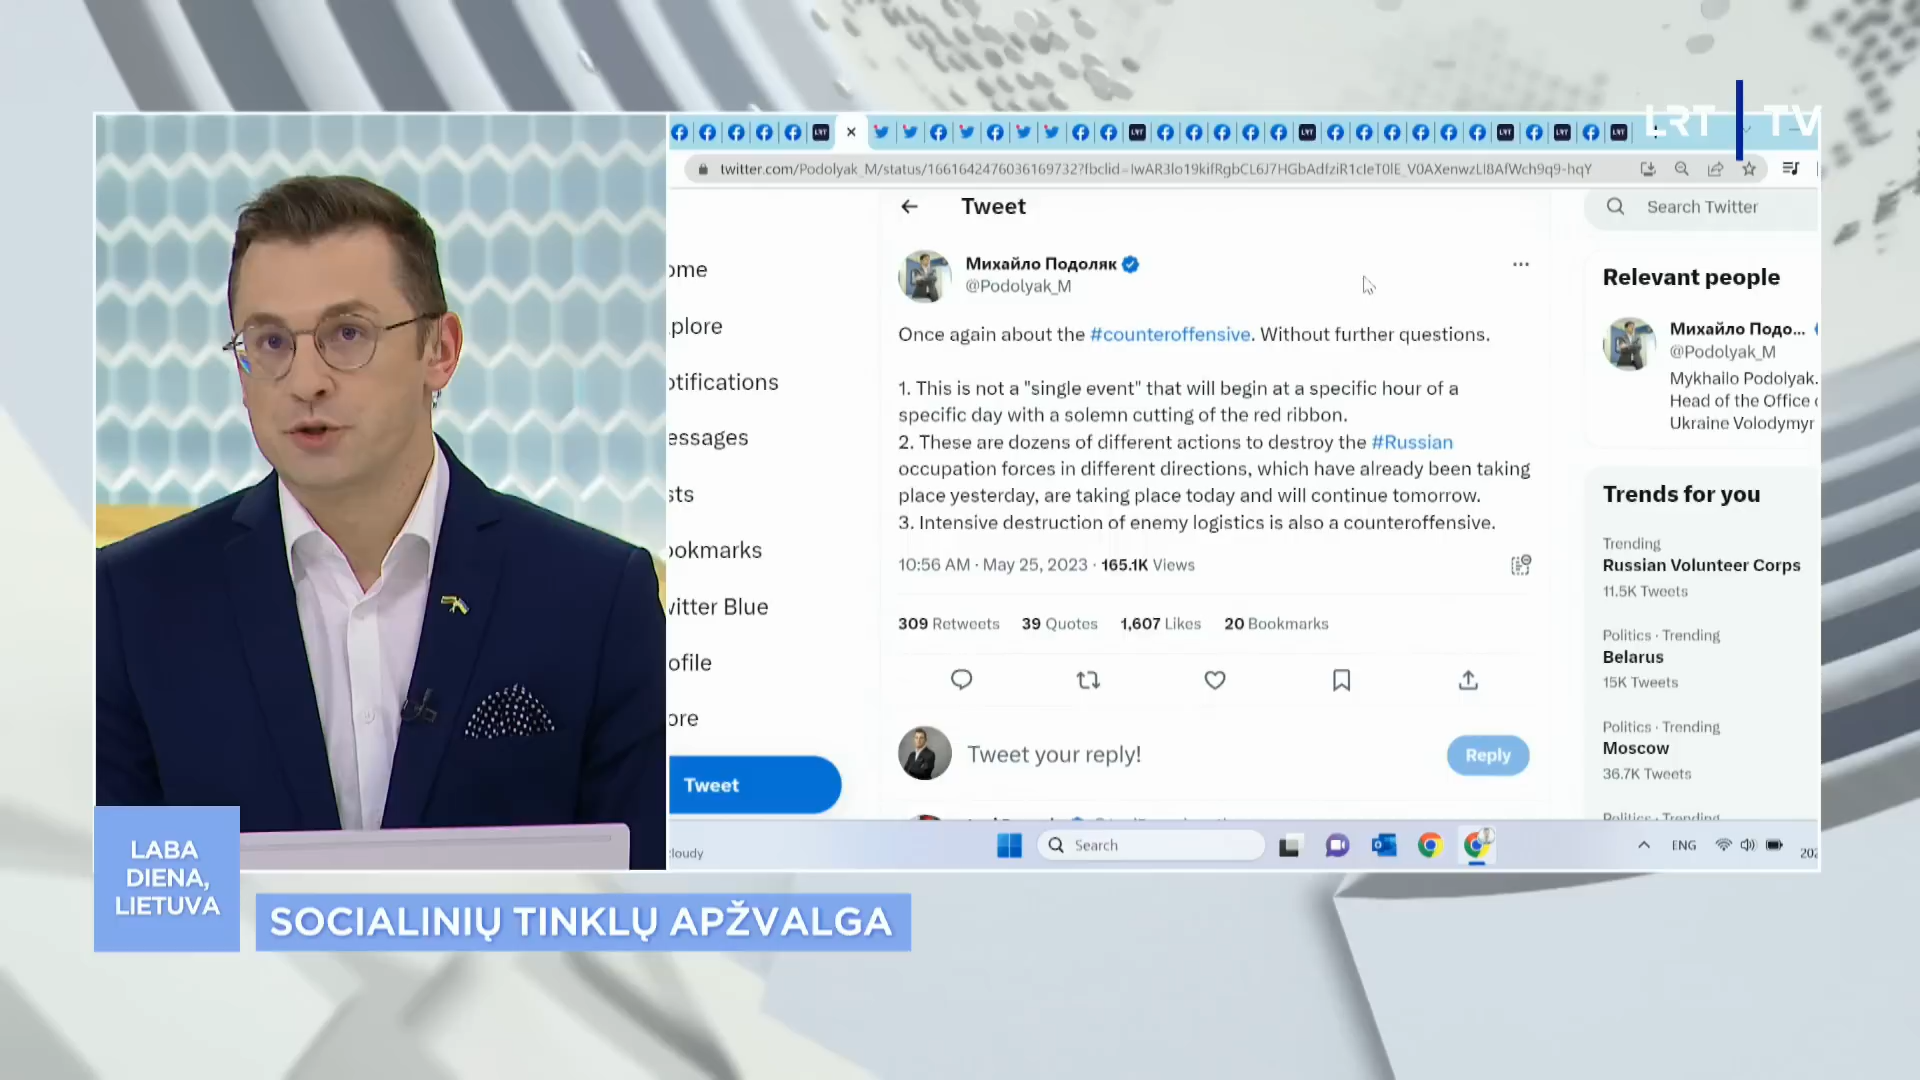 LRT TV
twitter.com/Podolyak_M/status/1661642476036169732?fbclid=IwAR3lo19kifRgbCL6J7HGbAdfziR1cIeT0lE_V0AXenwzLI8AfWch9q9-hqY
Tweet
Search Twitter
Михайло Подоляк
@Podolyak_M
Once again about the #counteroffensive. Without further questions.
1. This is not a "single event" that will begin at a specific hour of a
specific day with a solemn cutting of the red ribbon.
2. These are dozens of different actions to destroy the #Russian
occupation forces in different directions, which have already been taking
place yesterday, are taking place today and will continue tomorrow.
3. Intensive destruction of enemy logistics is also a counteroffensive.
10:56 AM · May 25, 2023 · 165.1K Views
309 Retweets 39 Quotes 1,607 Likes 20 Bookmarks
Tweet your reply!
Reply
ome
plore
otifications
essages
sts
ookmarks
witter Blue
ofile
ore
Tweet
Relevant people
Михайло Подо...
@Podolyak_M
Mykhailo Podolyak.
Head of the Office
Ukraine Volodymyr
Trends for you
Trending
Russian Volunteer Corps
11.5K Tweets
Politics · Trending
Belarus
15K Tweets
Politics · Trending
Moscow
36.7K Tweets
Politics · Trending
loudy
Search
ENG
LABA
DIENA,
LIETUVA
SOCIALINIŲ TINKLŲ APŽVALGA